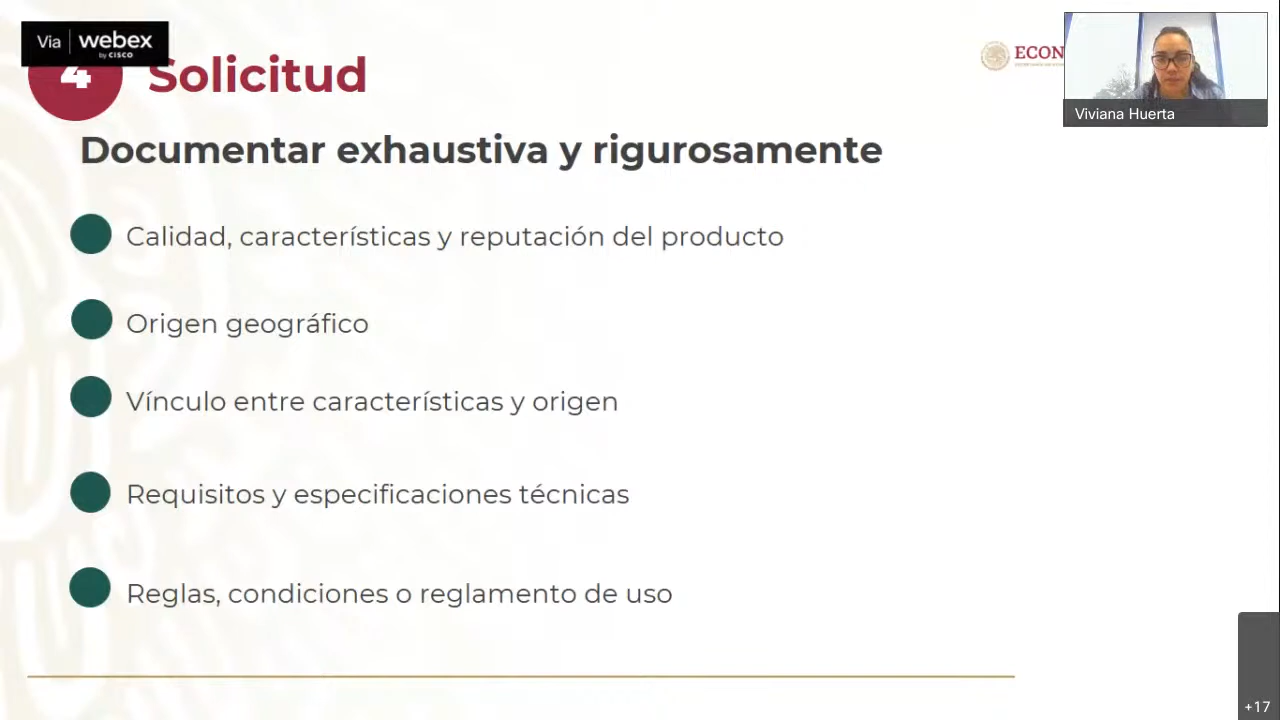 Via webex
by CISCO
4 Solicitud
ECON
Viviana Huerta
Documentar exhaustiva y rigurosamente
Calidad, características y reputación del producto
Origen geográfico
Vínculo entre características y origen
Requisitos y especificaciones técnicas
Reglas, condiciones o reglamento de uso
+17